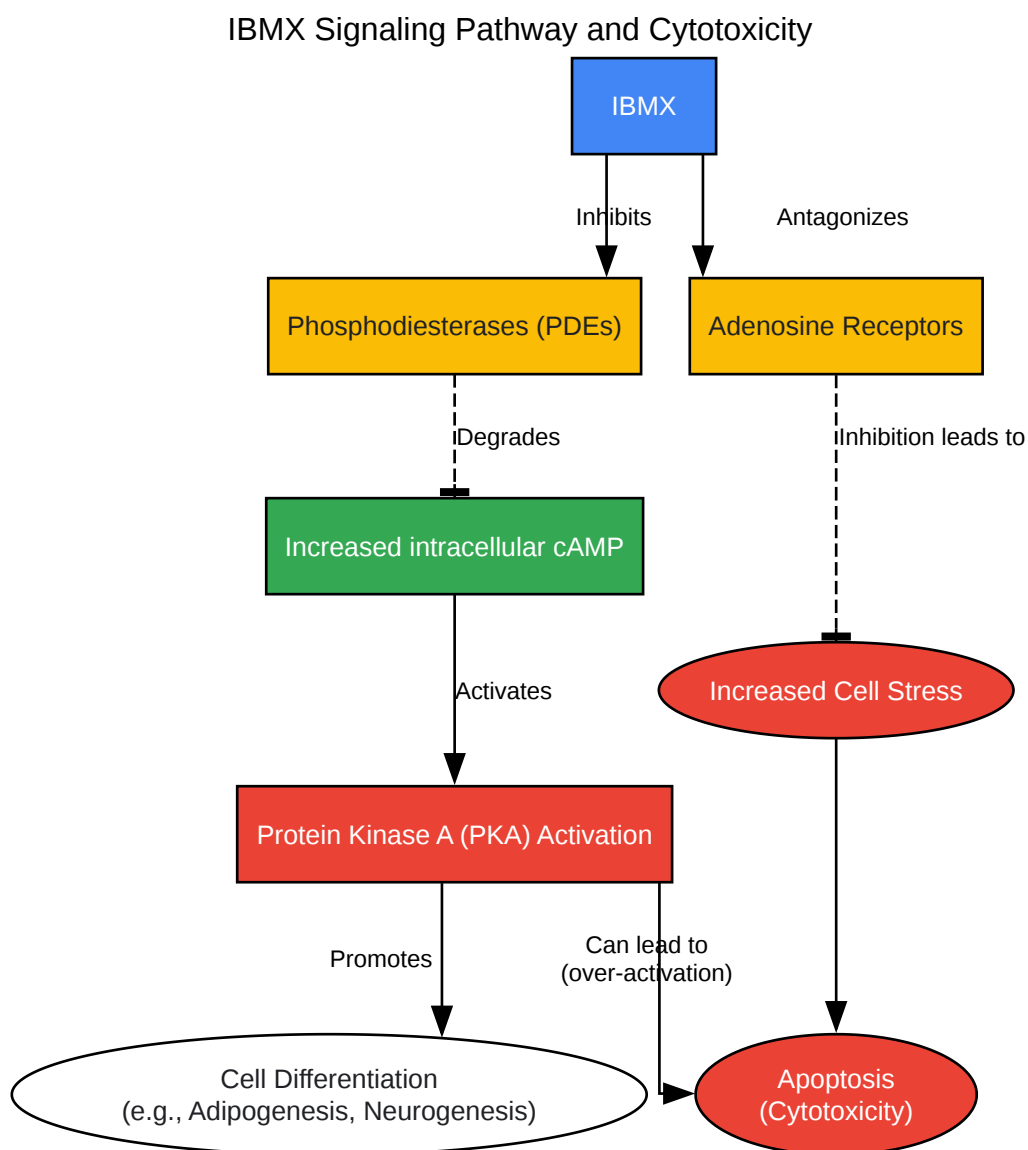 IBMX Signaling Pathway and Cytotoxicity
IBMX
Inhibits
Antagonizes
Phosphodiesterases (PDEs)
Adenosine Receptors
Degrades
Inhibition leads to
Increased intracellular cAMP
Increased Cell Stress
Activates
Protein Kinase A (PKA) Activation
Promotes
Can lead to
(over-activation)
Cell Differentiation
(e.g., Adipogenesis, Neurogenesis)
Apoptosis
(Cytotoxicity)